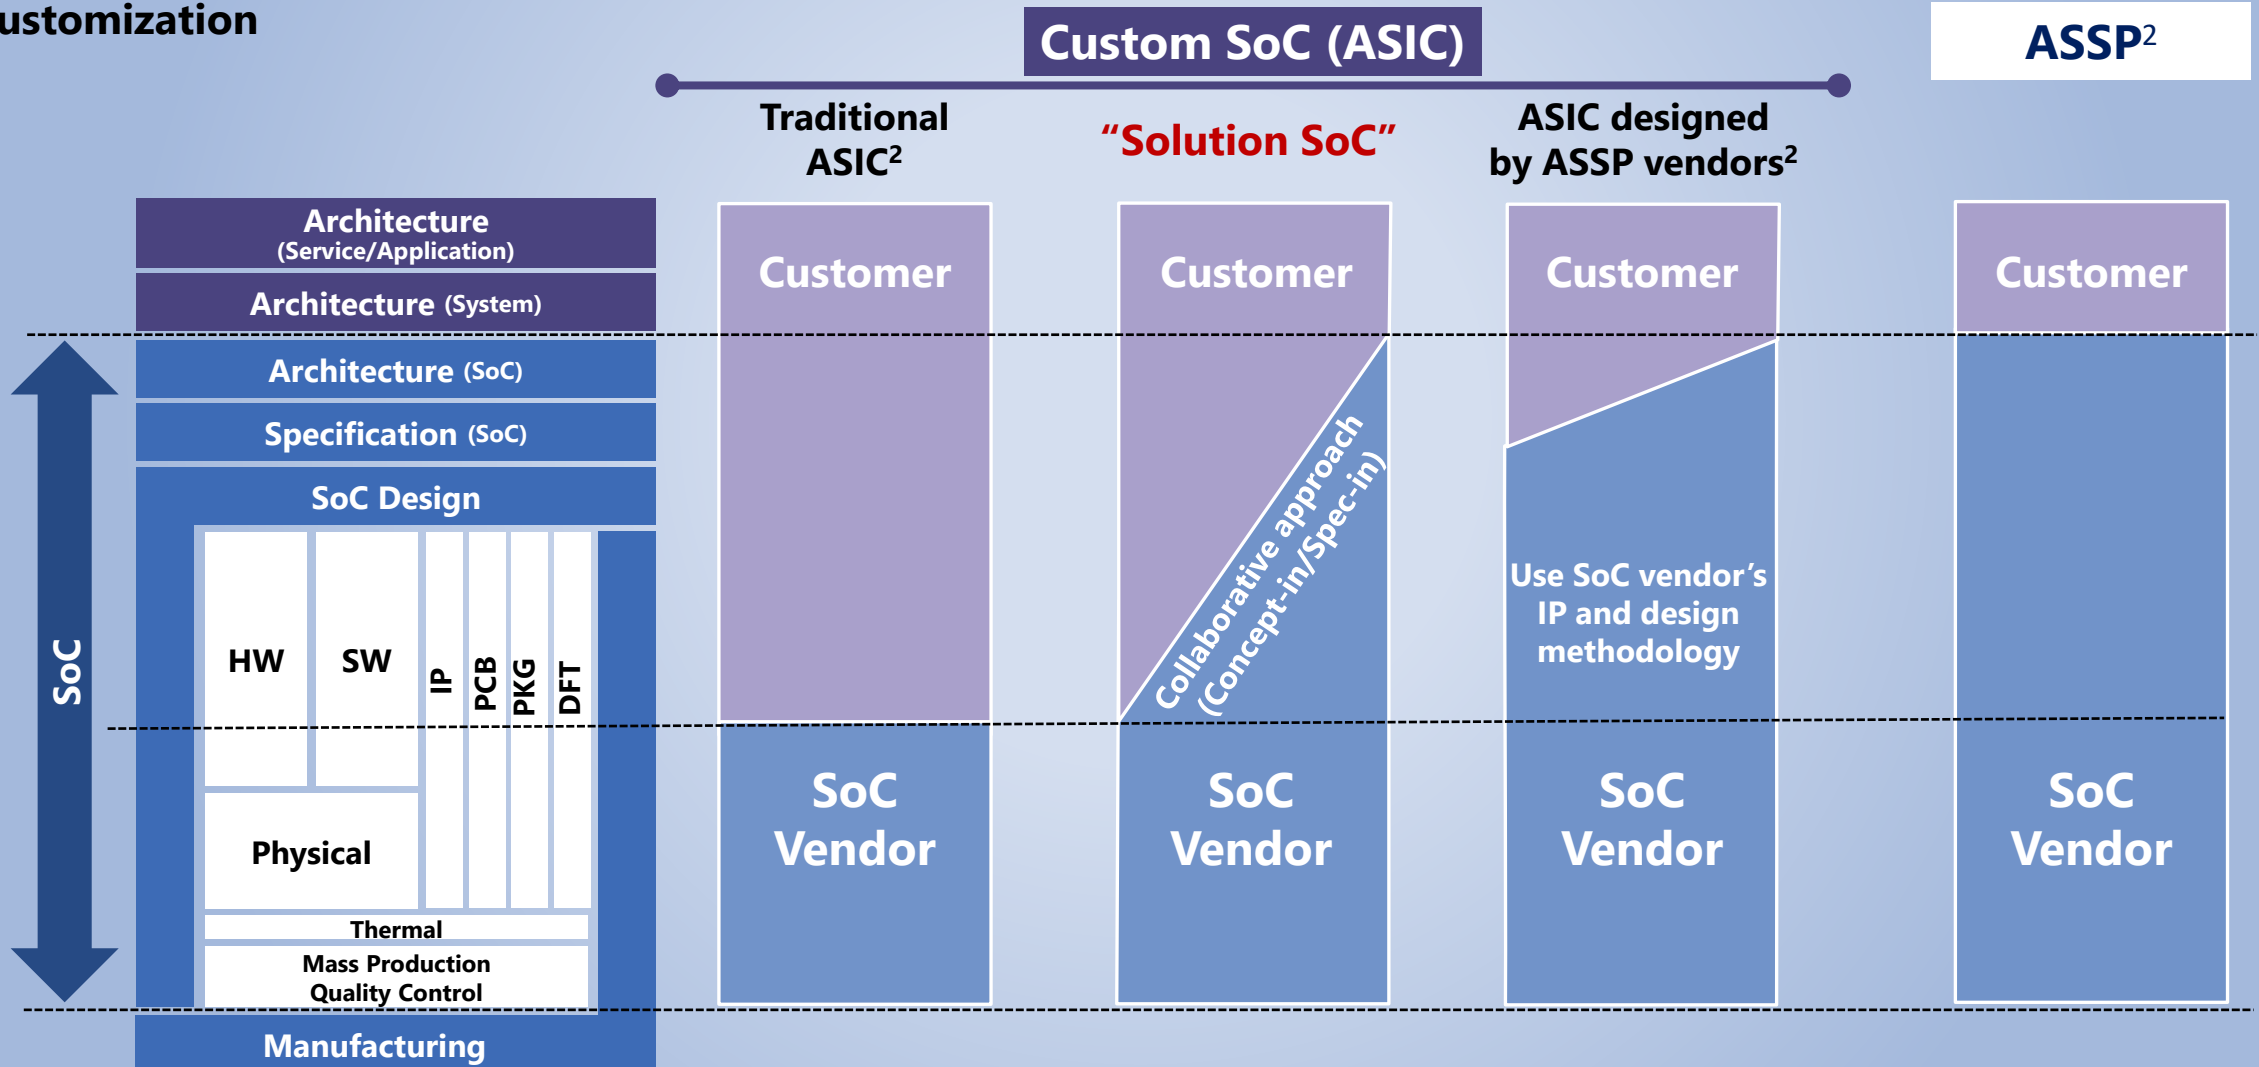 ustomization
Custom SoC (ASIC)
ASSP²
Traditional
ASIC²
“Solution SoC”
ASIC designed
by ASSP vendors²
Architecture
(Service/Application)
Architecture (System)
Architecture (SoC)
Specification (SoC)
SoC Design
HW
SW
IP
PCB
PKG
DFT
Physical
Thermal
Mass Production
Quality Control
Manufacturing
SoC
Customer
SoC
Vendor
Customer
Collaborative approach
(Concept-in/Spec-in)
SoC
Vendor
Customer
Use SoC vendor’s
IP and design
methodology
SoC
Vendor
Customer
SoC
Vendor